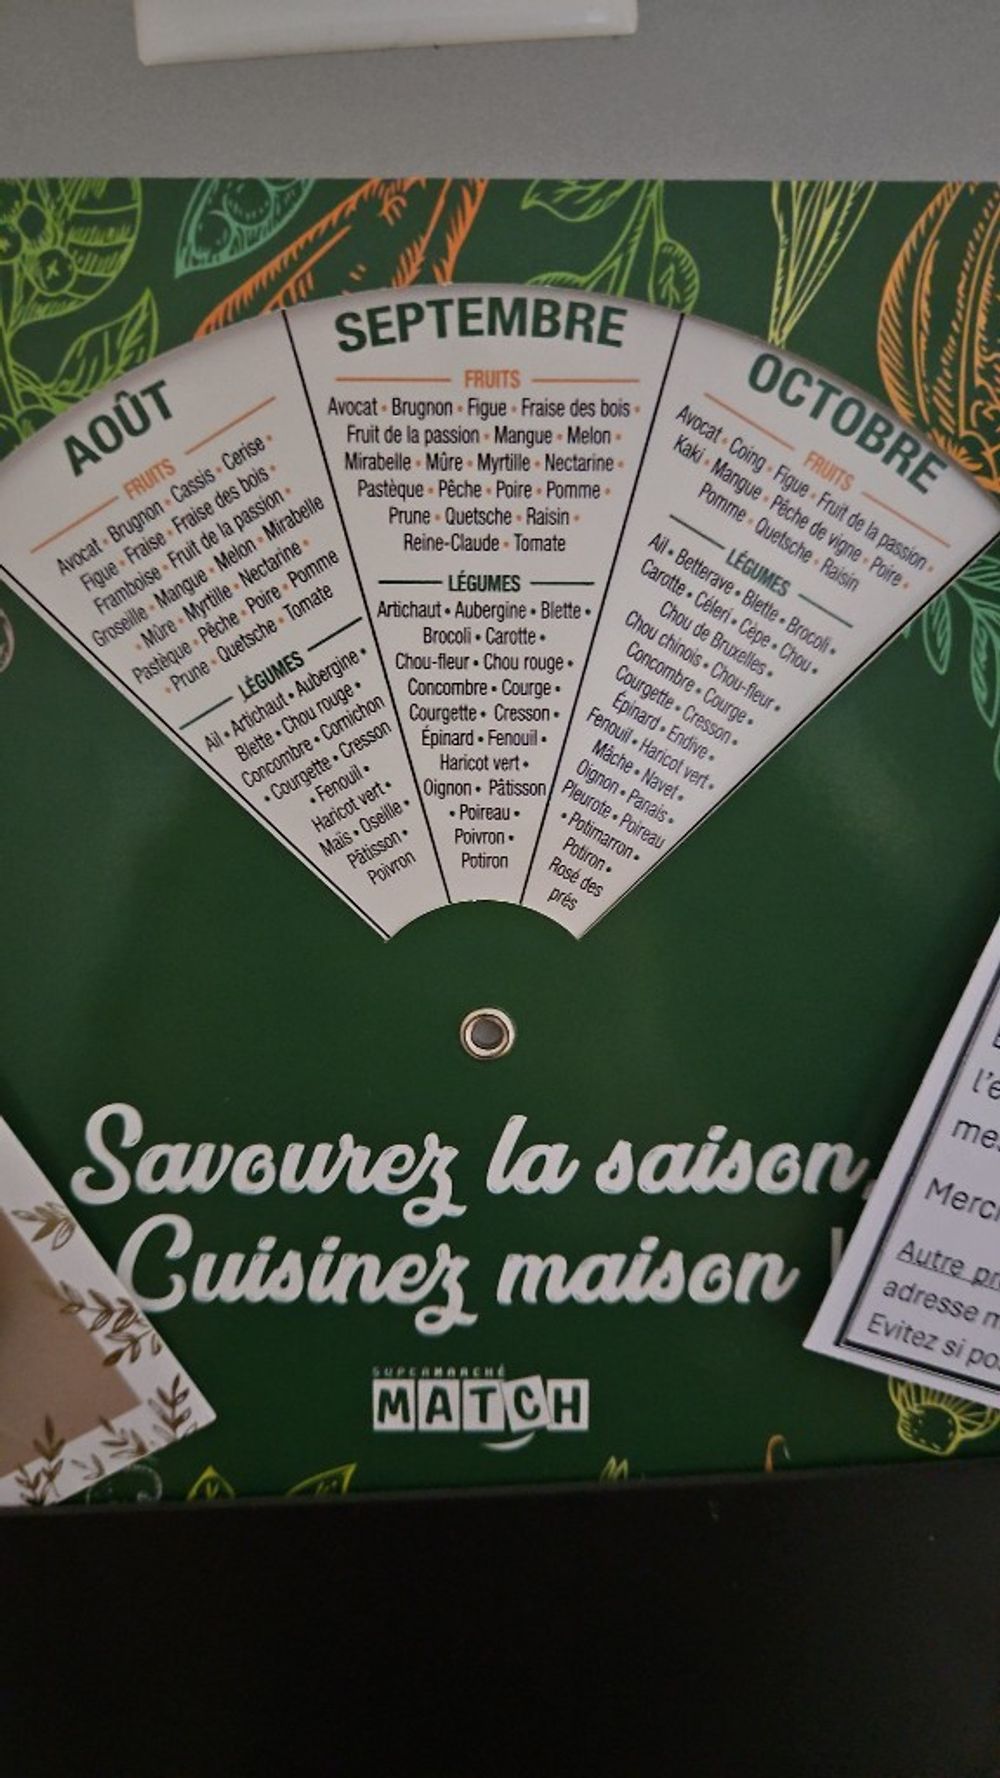 AOÛT
FRUITS
Avocat • Brugnon • Cassis • Cerise •
Figue • Fraise • Fraise des bois •
Framboise • Fruit de la passion •
Groseille • Mangue • Melon • Mirabelle
• Mûre • Myrtille • Nectarine •
Pastèque • Pêche • Poire • Pomme
• Prune • Quetsche • Tomate
LÉGUMES
Ail • Artichaut • Aubergine •
Blette • Chou rouge •
Concombre • Cornichon
• Courgette • Cresson
• Fenouil •
Haricot vert •
Maïs • Oseille •
Pâtisson •
Poivron
SEPTEMBRE
FRUITS
Avocat • Brugnon • Figue • Fraise des bois •
Fruit de la passion • Mangue • Melon •
Mirabelle • Mûre • Myrtille • Nectarine •
Pastèque • Pêche • Poire • Pomme •
Prune • Quetsche • Raisin •
Reine-Claude • Tomate
LÉGUMES
Artichaut • Aubergine • Blette •
Brocoli • Carotte •
Chou-fleur • Chou rouge •
Concombre • Courge •
Courgette • Cresson •
Épinard • Fenouil •
Haricot vert •
Oignon • Pâtisson
• Poireau •
Poivron •
Potiron
OCTOBRE
FRUITS
Avocat • Coing • Figue • Fruit de la passion •
Kaki • Mangue • Pêche de vigne • Poire •
Pomme • Quetsche • Raisin
LÉGUMES
Ail • Betterave • Blette • Brocoli •
Carotte • Céleri • Cèpe • Chou •
Chou de Bruxelles •
Chou chinois • Chou-fleur •
Concombre • Courge •
Courgette • Cresson •
Épinard • Endive •
Fenouil • Haricot vert •
Mâche • Navet •
Oignon • Panais •
Pleurote • Poireau
• Potimarron •
Potiron •
Rosé des
prés
Savourez la saison,
Cuisinez maison !
SUPERMARCHÉ
MATCH
l'é
me
Merci
Autre pr
adresse m
Evitez si po